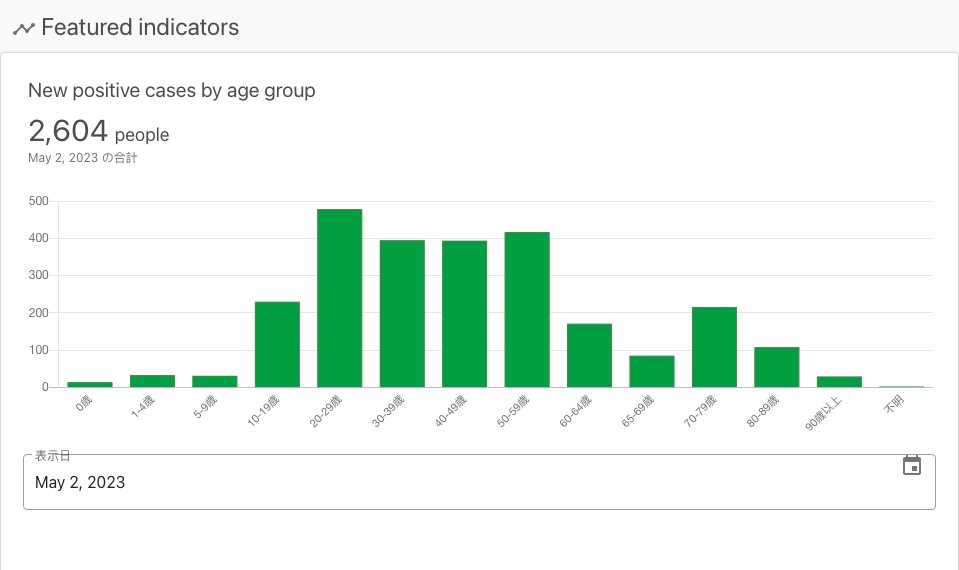 Featured indicators
New positive cases by age group
2,604 people
May 2, 2023 の合計
500
400
300
200
100
0
0歳
1-4歳
5-9歳
10-19歳
20-29歳
30-39歳
40-49歳
50-59歳
60-64歳
65-69歳
70-79歳
80-89歳
90歳以上
不明
表示日
May 2, 2023